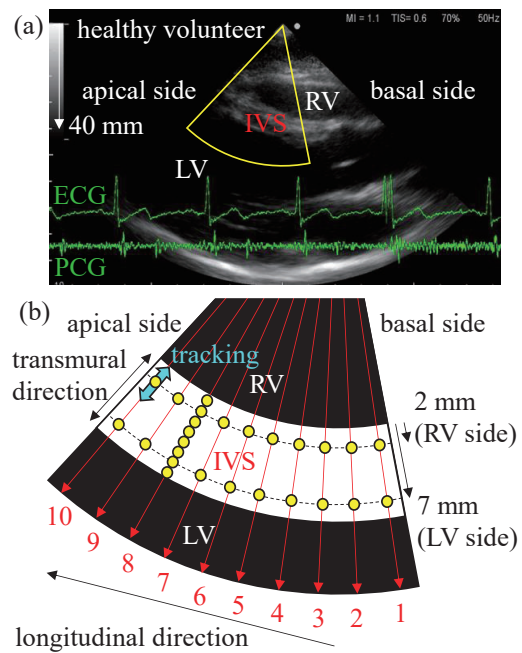 (a)
healthy volunteer
MI = 1.1 TIS= 0.6 70% 50Hz
apical side
basal side
RV
IVS
40 mm
LV
ECG
PCG
(b)
apical side
basal side
transmural
direction
tracking
RV
2 mm
(RV side)
IVS
7 mm
(LV side)
LV
10 9 8 7 6 5 4 3 2 1
longitudinal direction